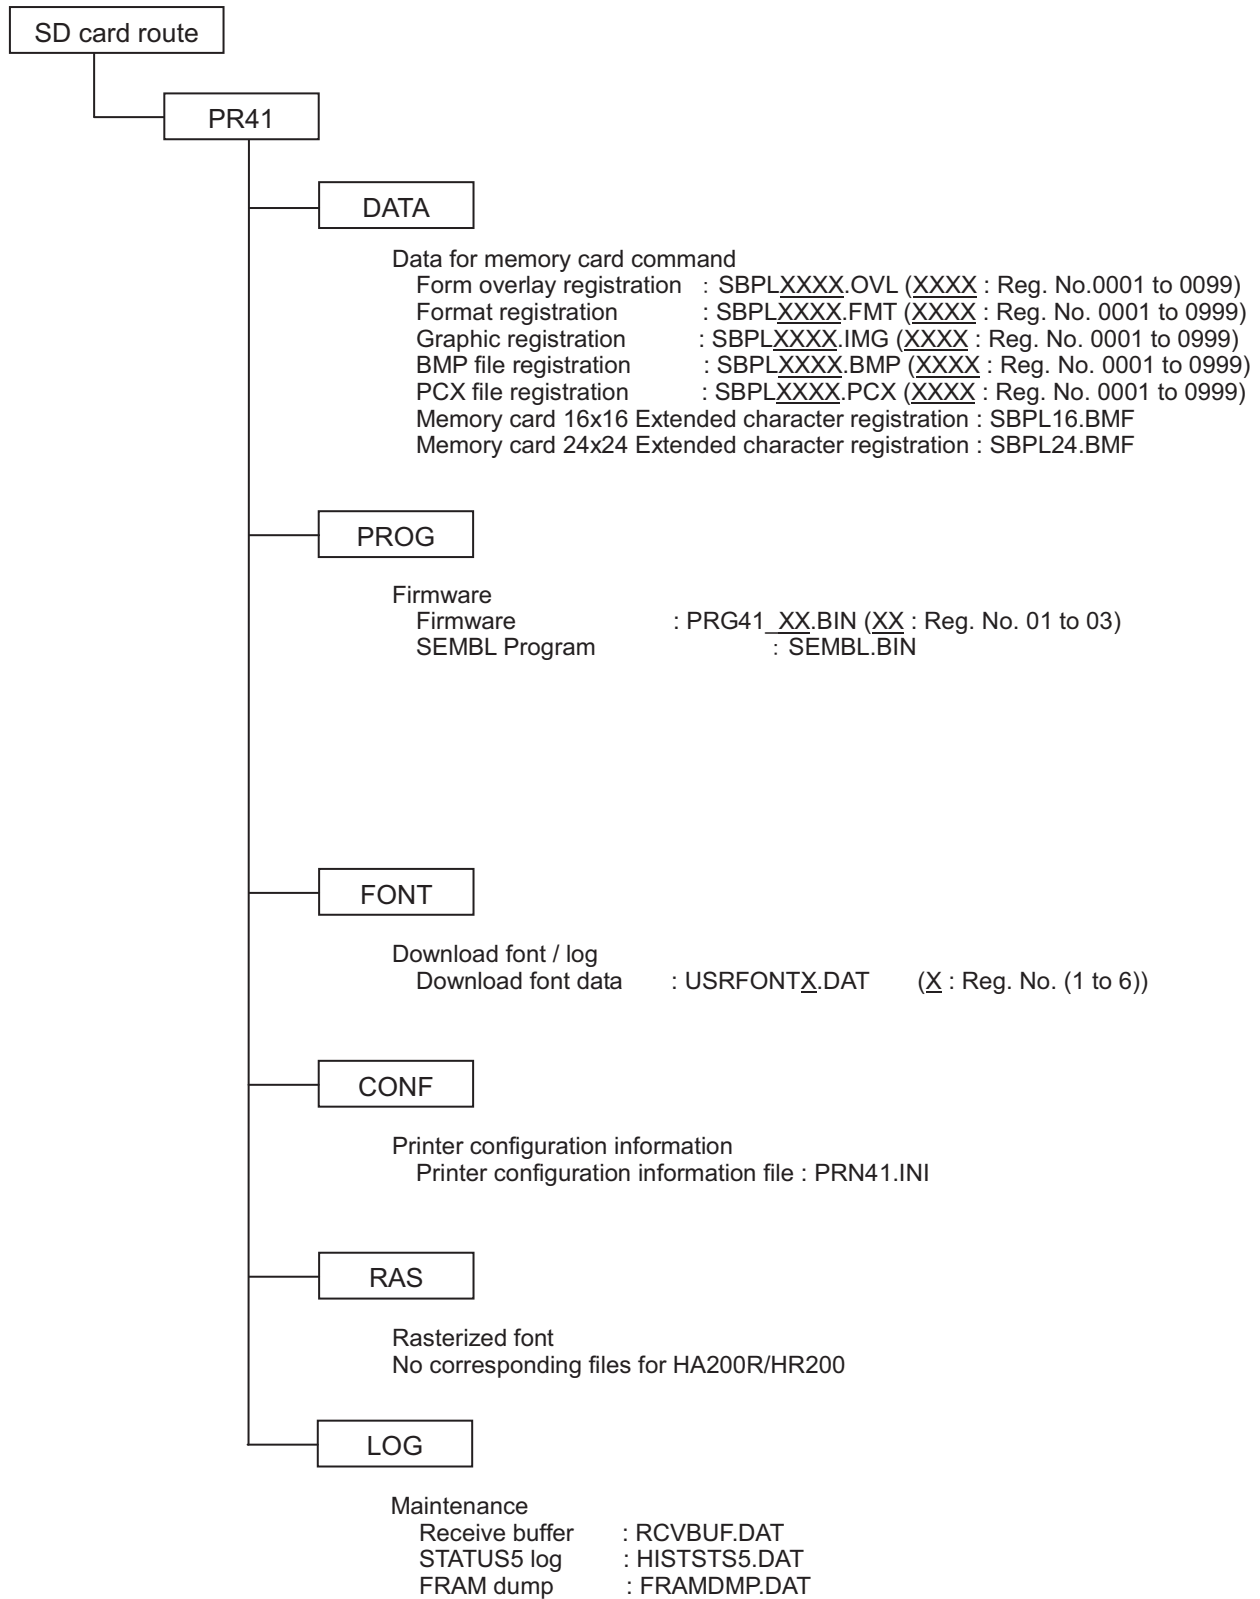 SD card route
PR41
DATA
Data for memory card command
Form overlay registration : SBPLXXXX.OVL (XXXX : Reg. No.0001 to 0099)
Format registration : SBPLXXXX.FMT (XXXX : Reg. No. 0001 to 0999)
Graphic registration : SBPLXXXX.IMG (XXXX : Reg. No. 0001 to 0999)
BMP file registration : SBPLXXXX.BMP (XXXX : Reg. No. 0001 to 0999)
PCX file registration : SBPLXXXX.PCX (XXXX : Reg. No. 0001 to 0999)
Memory card 16x16 Extended character registration : SBPL16.BMF
Memory card 24x24 Extended character registration : SBPL24.BMF
PROG
Firmware
Firmware : PRG41_XX.BIN (XX : Reg. No. 01 to 03)
SEMBL Program : SEMBL.BIN
FONT
Download font / log
Download font data : USRFONTX.DAT (X : Reg. No. (1 to 6))
CONF
Printer configuration information
Printer configuration information file : PRN41.INI
RAS
Rasterized font
No corresponding files for HA200R/HR200
LOG
Maintenance
Receive buffer : RCVBUF.DAT
STATUS5 log : HISTSTS5.DAT
FRAM dump : FRAMDMP.DAT